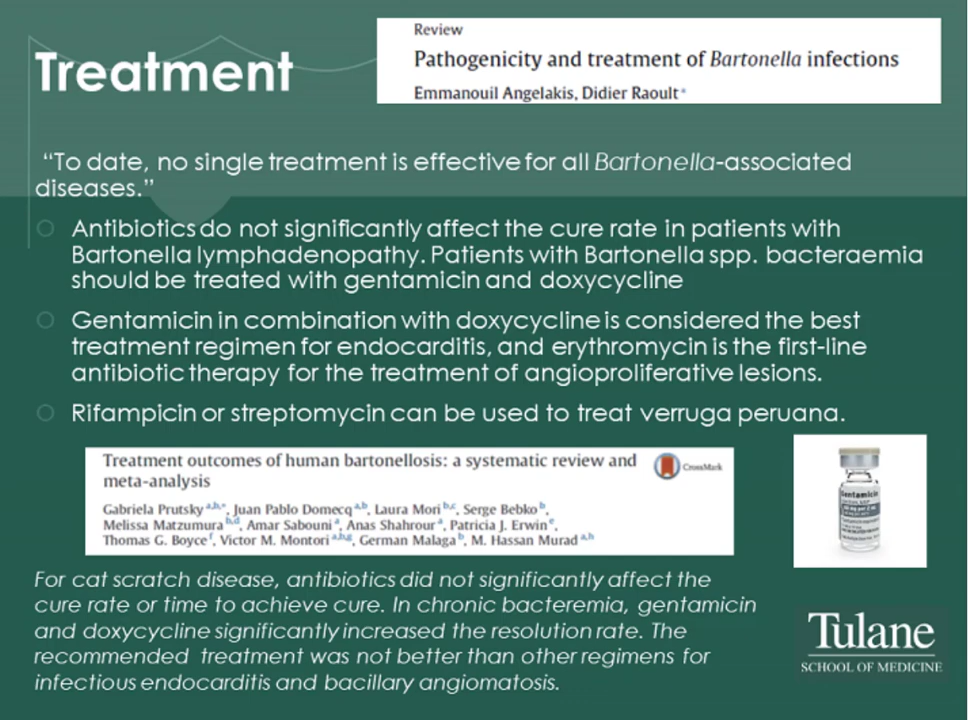 Treatment
Review
Pathogenicity and treatment of Bartonella infections
Emmanouil Angelakis, Didier Raoult a
“To date, no single treatment is effective for all Bartonella-associated
diseases.”
Antibiotics do not significantly affect the cure rate in patients with
Bartonella lymphadenopathy. Patients with Bartonella spp. bacteraemia
should be treated with gentamicin and doxycycline
Gentamicin in combination with doxycycline is considered the best
treatment regimen for endocarditis, and erythromycin is the first-line
antibiotic therapy for the treatment of angioproliferative lesions.
Rifampicin or streptomycin can be used to treat verruga peruana.
Treatment outcomes of human bartonellosis: a systematic review and
meta-analysis
CrossMark
Gabriela Prutsky a,b,*, Juan Pablo Domecq a,b, Laura Mori b,c, Serge Bebko b,
Melissa Matzumura b,d, Amar Sabouni a, Anas Shahrour a, Patricia J. Erwin e,
Thomas G. Boyce f, Victor M. Montori a,b,g, German Malaga b, M. Hassan Murad a,h
Gentamicin
For cat scratch disease, antibiotics did not significantly affect the
cure rate or time to achieve cure. In chronic bacteremia, gentamicin
and doxycycline significantly increased the resolution rate. The
recommended treatment was not better than other regimens for
infectious endocarditis and bacillary angiomatosis.
Tulane
SCHOOL OF MEDICINE